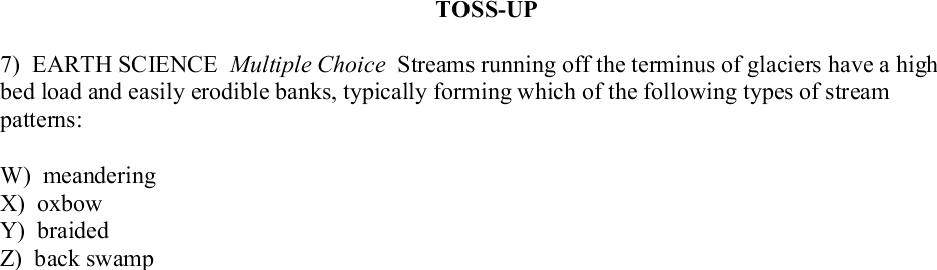 TOSS-UP
7) EARTH SCIENCE Multiple Choice Streams running off the terminus of glaciers have a high
bed load and easily erodible banks, typically forming which of the following types of stream
patterns:
W) meandering
X) oxbow
Y) braided
Z) back swamp